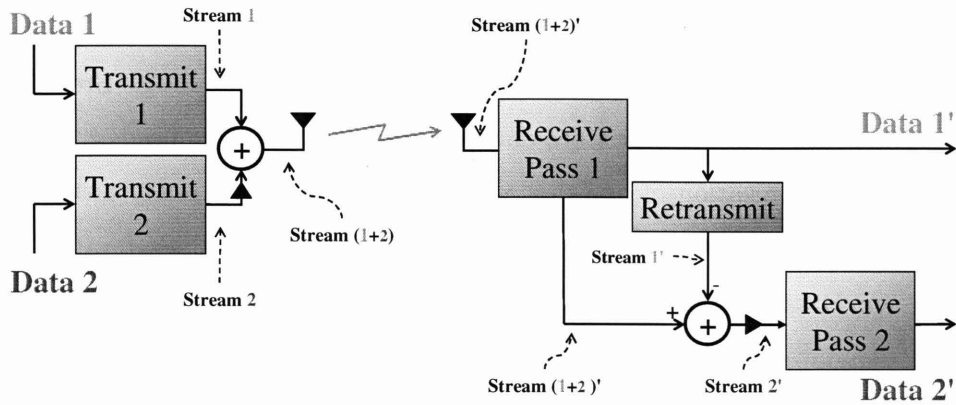 Data 1
Stream 1
Stream (1+2)'
Transmit
1
+
Receive
Pass 1
Data 1'
Transmit
2
Retransmit
Stream (1+2)
Data 2
Stream 2
Stream 1'
-
+
+
Receive
Pass 2
Stream (1+2 )'
Stream 2'
Data 2'